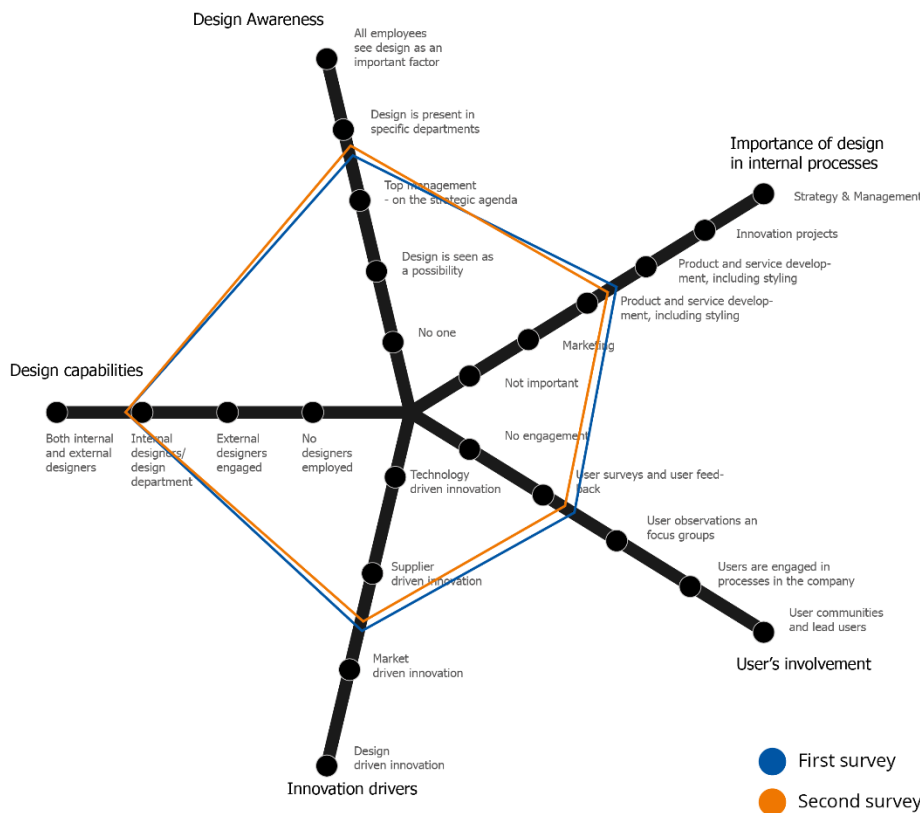 Design Awareness
All employees
see design as an
important factor
Design is present in
specific departments
Top management
- on the strategic agenda
Design is seen as
a possibility
No one
Importance of design
in internal processes
Strategy & Management
Innovation projects
Product and service develop-
ment, including styling
Product and service develop-
ment, including styling
Marketing
Not important
Design capabilities
Both internal
and external
designers
Internal
designers/
design
department
External
designers
engaged
No
designers
employed
No engagement
User surveys and user feed-
back
User observations an
focus groups
Users are engaged in
processes in the company
User communities
and lead users
User's involvement
Technology
driven innovation
Supplier
driven innovation
Market
driven innovation
Design
driven innovation
Innovation drivers
First survey
Second survey